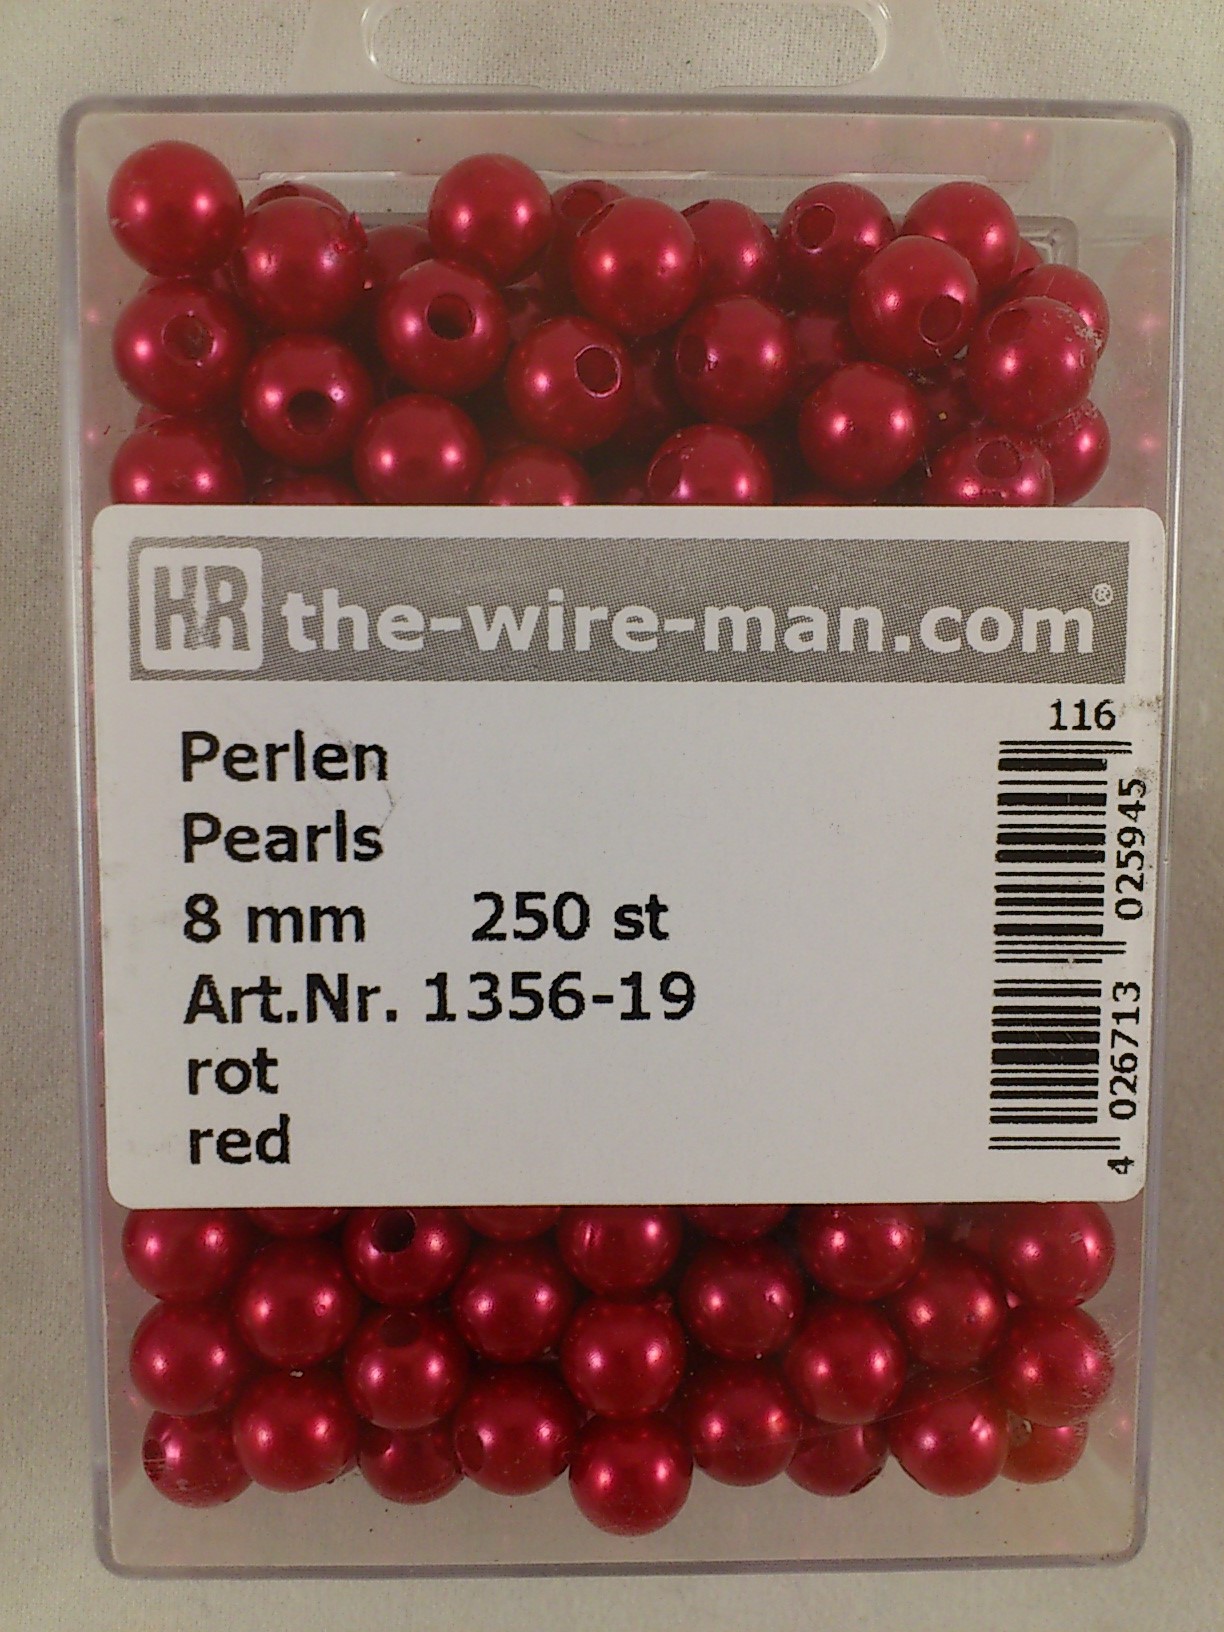 HR the-wire-man.com®
116
Perlen
Pearls
8 mm 250 st
Art.Nr. 1356-19
rot
red
4 026713 025945